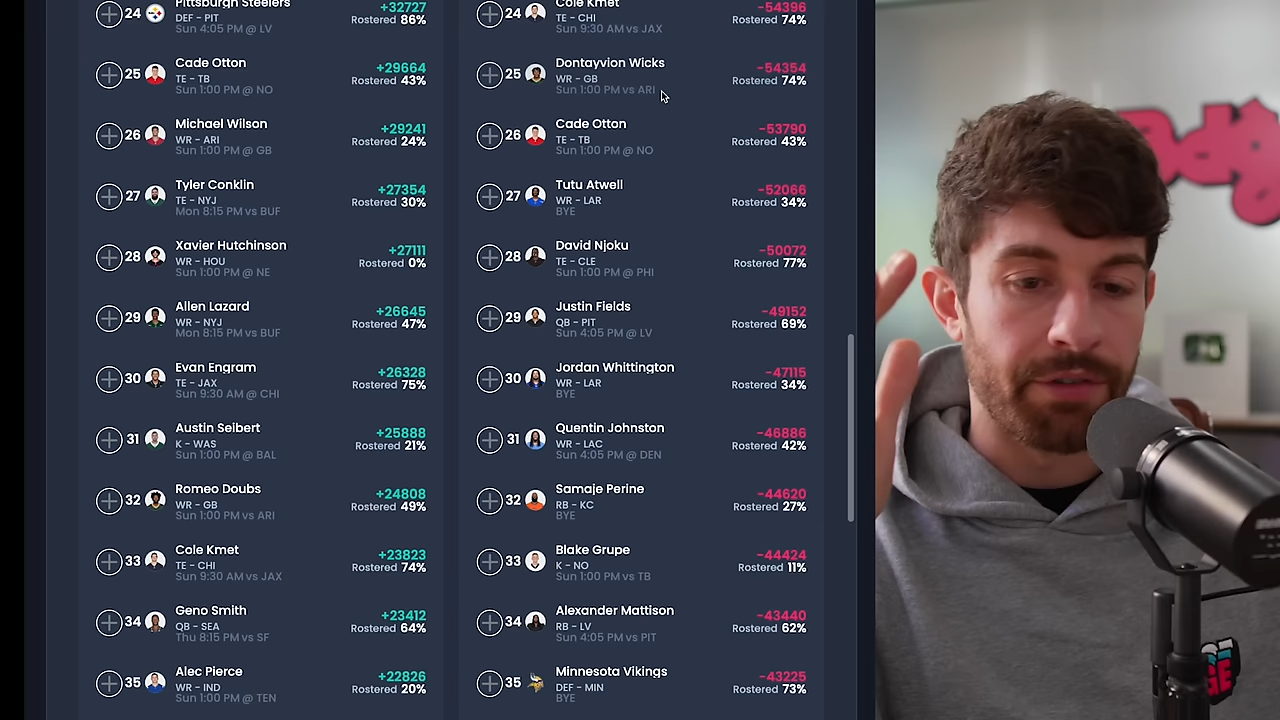 24
Pittsburgh Steelers
DEF - PIT
Sun 4:05 PM @ LV
+32727
Rostered 86%
25
Cade Otton
TE - TB
Sun 1:00 PM @ NO
+29664
Rostered 43%
26
Michael Wilson
WR - ARI
Sun 1:00 PM @ GB
+29241
Rostered 24%
27
Tyler Conklin
TE - NYJ
Mon 8:15 PM vs BUF
+27354
Rostered 30%
28
Xavier Hutchinson
WR - HOU
Sun 1:00 PM @ NE
+27111
Rostered 0%
29
Allen Lazard
WR - NYJ
Mon 8:15 PM vs BUF
+26645
Rostered 47%
30
Evan Engram
TE - JAX
Sun 9:30 AM @ CHI
+26328
Rostered 75%
31
Austin Seibert
K - WAS
Sun 1:00 PM @ BAL
+25888
Rostered 21%
32
Romeo Doubs
WR - GB
Sun 1:00 PM vs ARI
+24808
Rostered 49%
33
Cole Kmet
TE - CHI
Sun 9:30 AM vs JAX
+23823
Rostered 74%
34
Geno Smith
QB - SEA
Thu 8:15 PM vs SF
+23412
Rostered 64%
35
Alec Pierce
WR - IND
Sun 1:00 PM @ TEN
+22826
Rostered 20%
24
Cole Kmet
TE - CHI
Sun 9:30 AM vs JAX
-54396
Rostered 74%
25
Dontayvion Wicks
WR - GB
Sun 1:00 PM vs ARI
-54354
Rostered 74%
26
Cade Otton
TE - TB
Sun 1:00 PM @ NO
-53790
Rostered 43%
27
Tutu Atwell
WR - LAR
BYE
-52066
Rostered 34%
28
David Njoku
TE - CLE
Sun 1:00 PM @ PHI
-50072
Rostered 77%
29
Justin Fields
QB - PIT
Sun 4:05 PM @ LV
-49152
Rostered 69%
30
Jordan Whittington
WR - LAR
BYE
-47115
Rostered 34%
31
Quentin Johnston
WR - LAC
Sun 4:05 PM @ DEN
-46886
Rostered 42%
32
Samaje Perine
RB - KC
BYE
-44620
Rostered 27%
33
Blake Grupe
K - NO
Sun 1:00 PM vs TB
-44424
Rostered 11%
34
Alexander Mattison
RB - LV
Sun 4:05 PM vs PIT
-43440
Rostered 62%
35
Minnesota Vikings
DEF - MIN
BYE
-43225
Rostered 73%